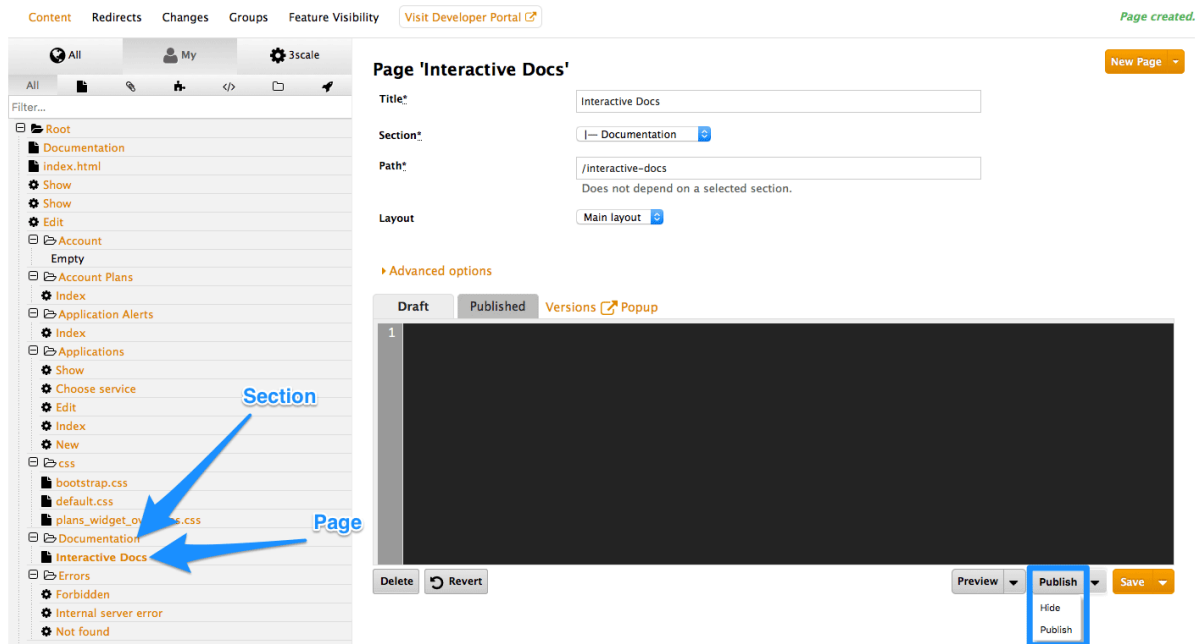 Content Redirects Changes Groups Feature Visibility Visit Developer Portal
Page created.
All My 3scale
All
Filter...
Root
Documentation
index.html
Show
Show
Edit
Account
Empty
Account Plans
Index
Application Alerts
Index
Applications
Show
Choose service
Edit
Index
New
css
bootstrap.css
default.css
plans_widget_ov s.css
Documentation
Interactive Docs
Errors
Forbidden
Internal server error
Not found
Section
Page
Page 'Interactive Docs'
New Page
Title*
Interactive Docs
Section*
|— Documentation
Path*
/interactive-docs
Does not depend on a selected section.
Layout
Main layout
Advanced options
Draft Published Versions Popup
1
Delete Revert Preview Publish Save
Hide
Publish